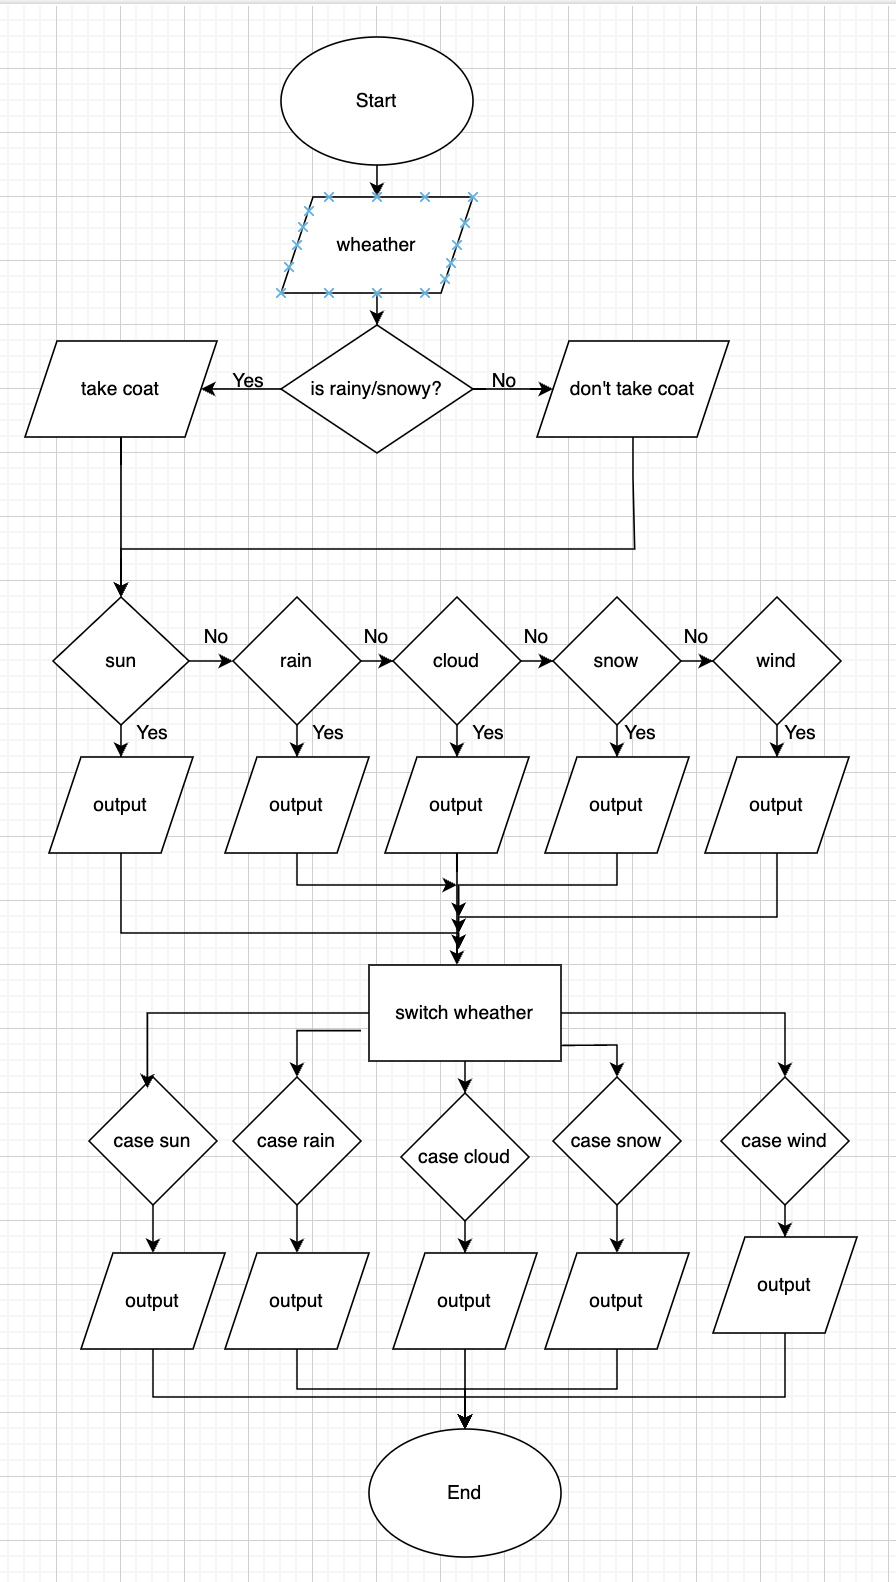 Start
wheather
take coat
Yes
is rainy/snowy?
No
don't take coat
sun
No
rain
No
cloud
No
snow
No
wind
Yes
Yes
Yes
Yes
Yes
output
output
output
output
output
switch wheather
case sun
case rain
case cloud
case snow
case wind
output
output
output
output
output
End